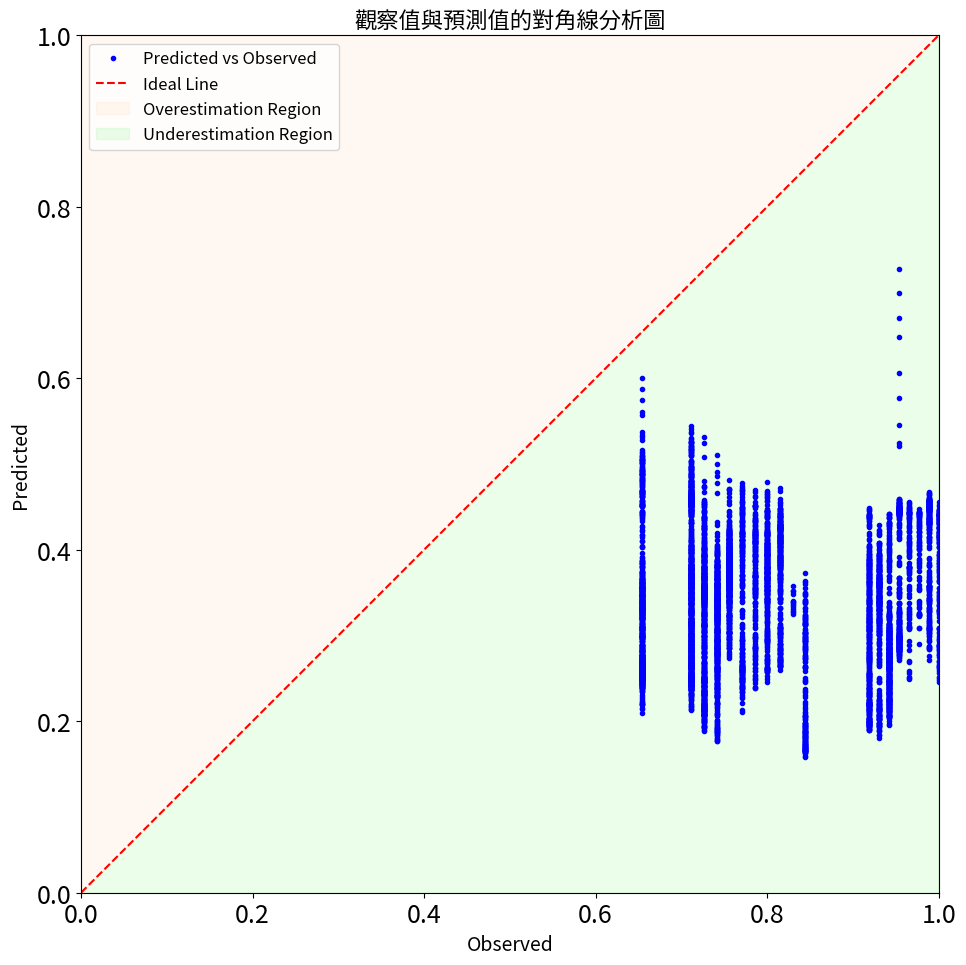 觀察值與預測值的對角線分析圖
1.0
0.8
0.6
0.4
0.2
0.0
Predicted
Predicted vs Observed
Ideal Line
Overestimation Region
Underestimation Region
0.0 0.2 0.4 0.6 0.8 1.0
Observed